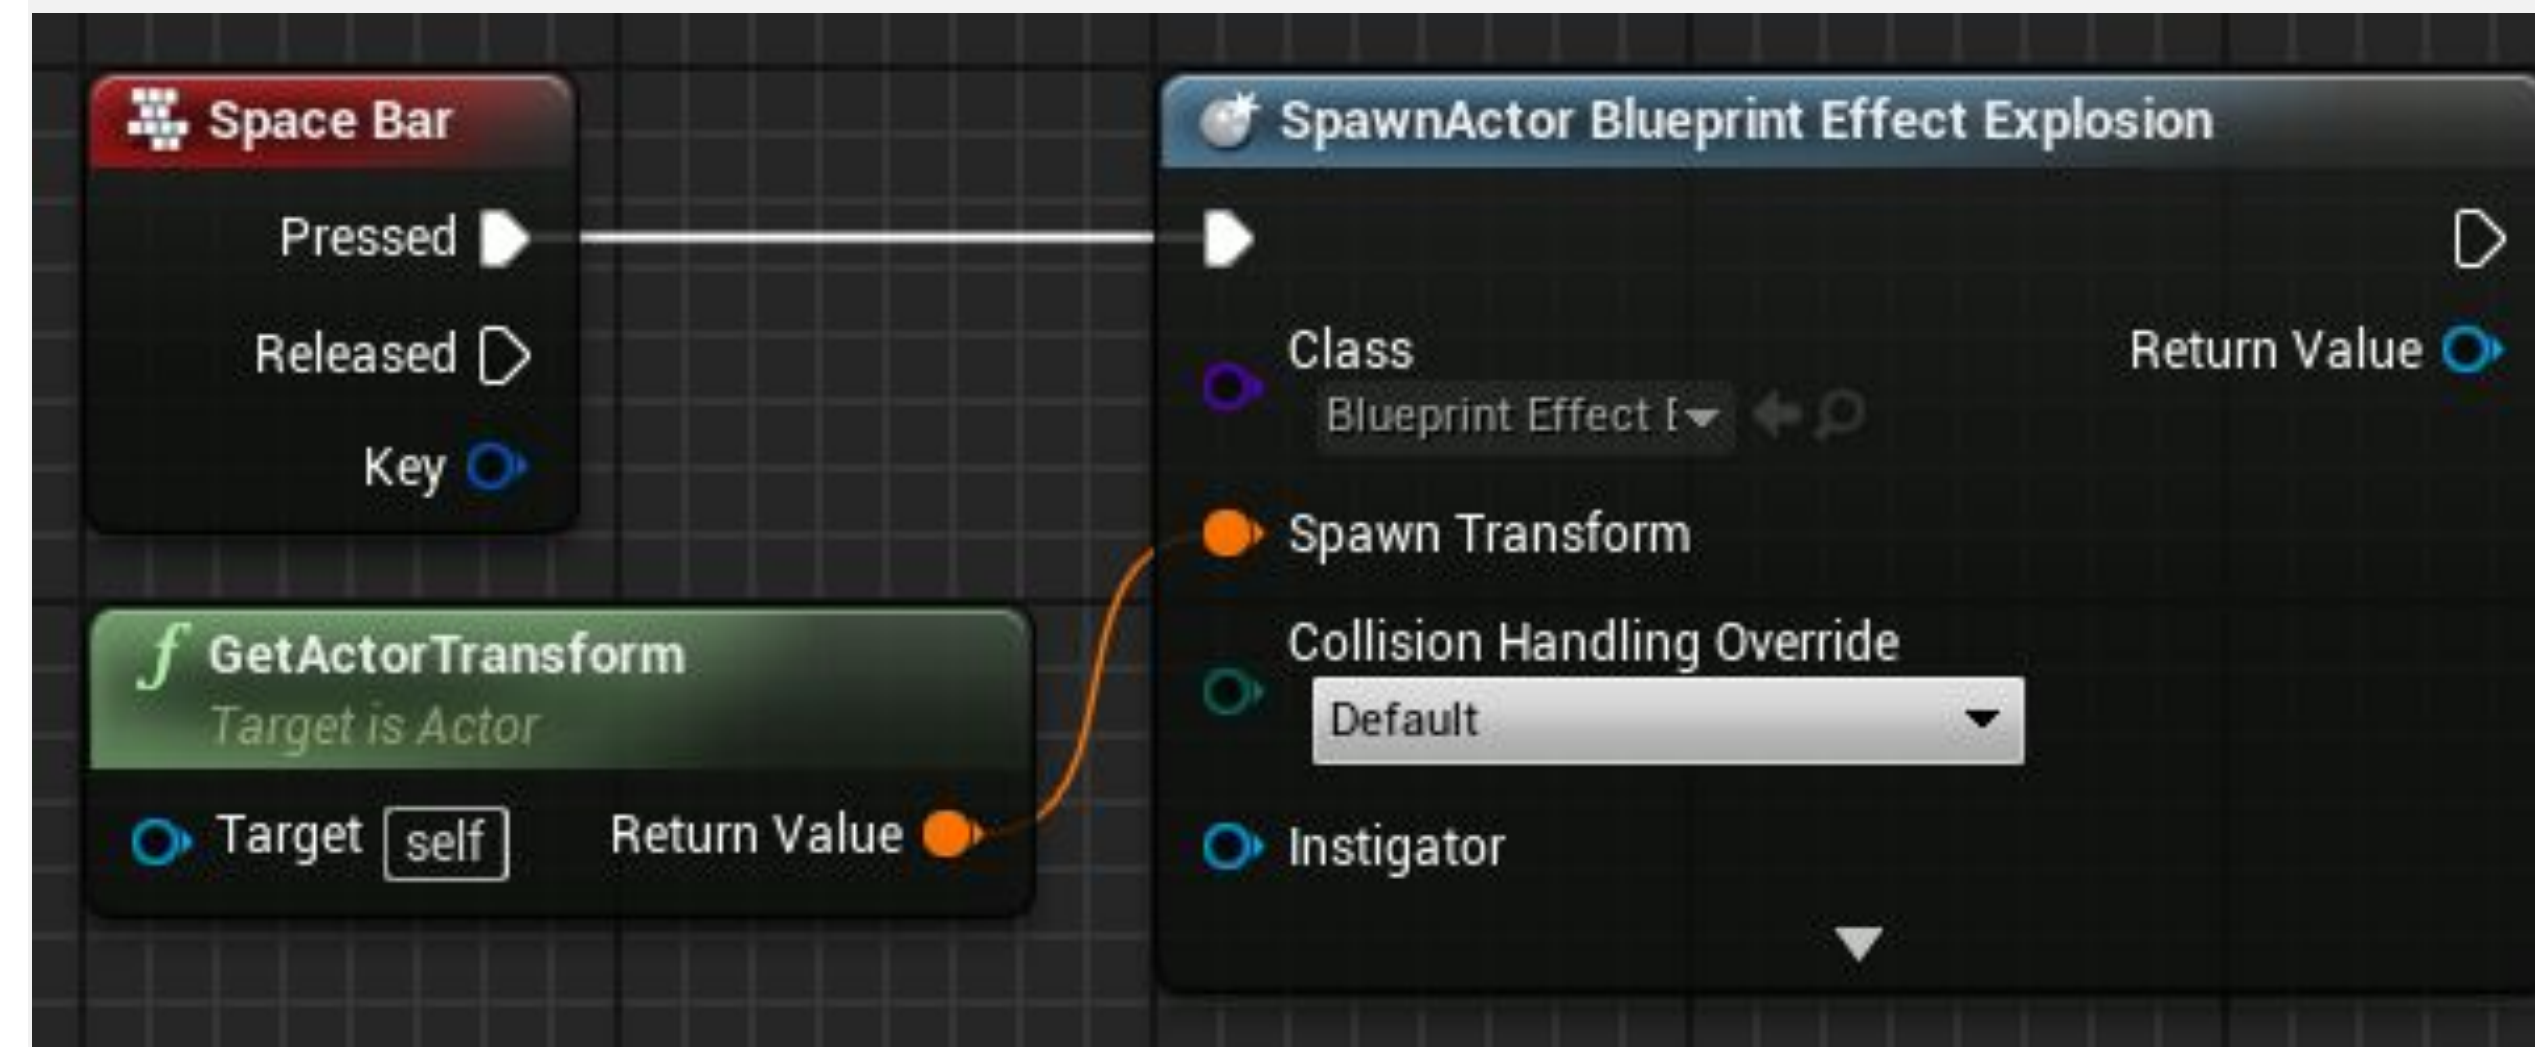 Space Bar
Pressed
Released
Key
GetActorTransform
Target is Actor
Target self Return Value
SpawnActor Blueprint Effect Explosion
Class
Return Value
Blueprint Effect E
Spawn Transform
Collision Handling Override
Default
Instigator